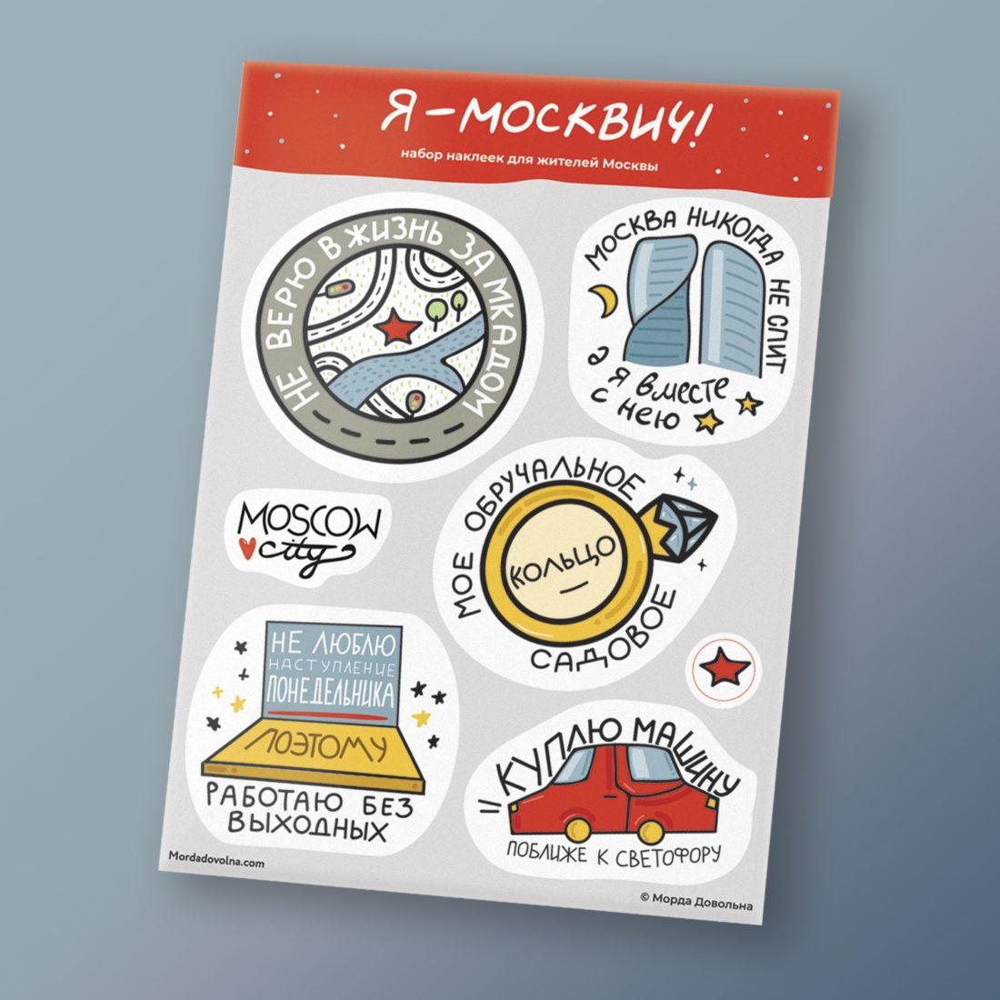 Я-МОСКВИЧ!
набор наклеек для жителей Москвы
НЕ ВЕРЮ В ЖИЗНЬ ЗА МКАДОМ
МОСКВА НИКОГДА НЕ СПИТ
а я вместе
с нею
MOSCOW
city
МОЕ ОБРУЧАЛЬНОЕ
КОЛЬЦО
—
САДОВОЕ
НЕ ЛЮБЛЮ
НАСТУПЛЕНИЕ
ПОНЕДЕЛЬНИКА
ПОЭТОМУ
РАБОТАЮ БЕЗ
ВЫХОДНЫХ
КУПЛЮ МАШИНУ
ПОБЛИЖЕ К СВЕТОФОРУ
Mordadovolna.com
© Морда Довольна